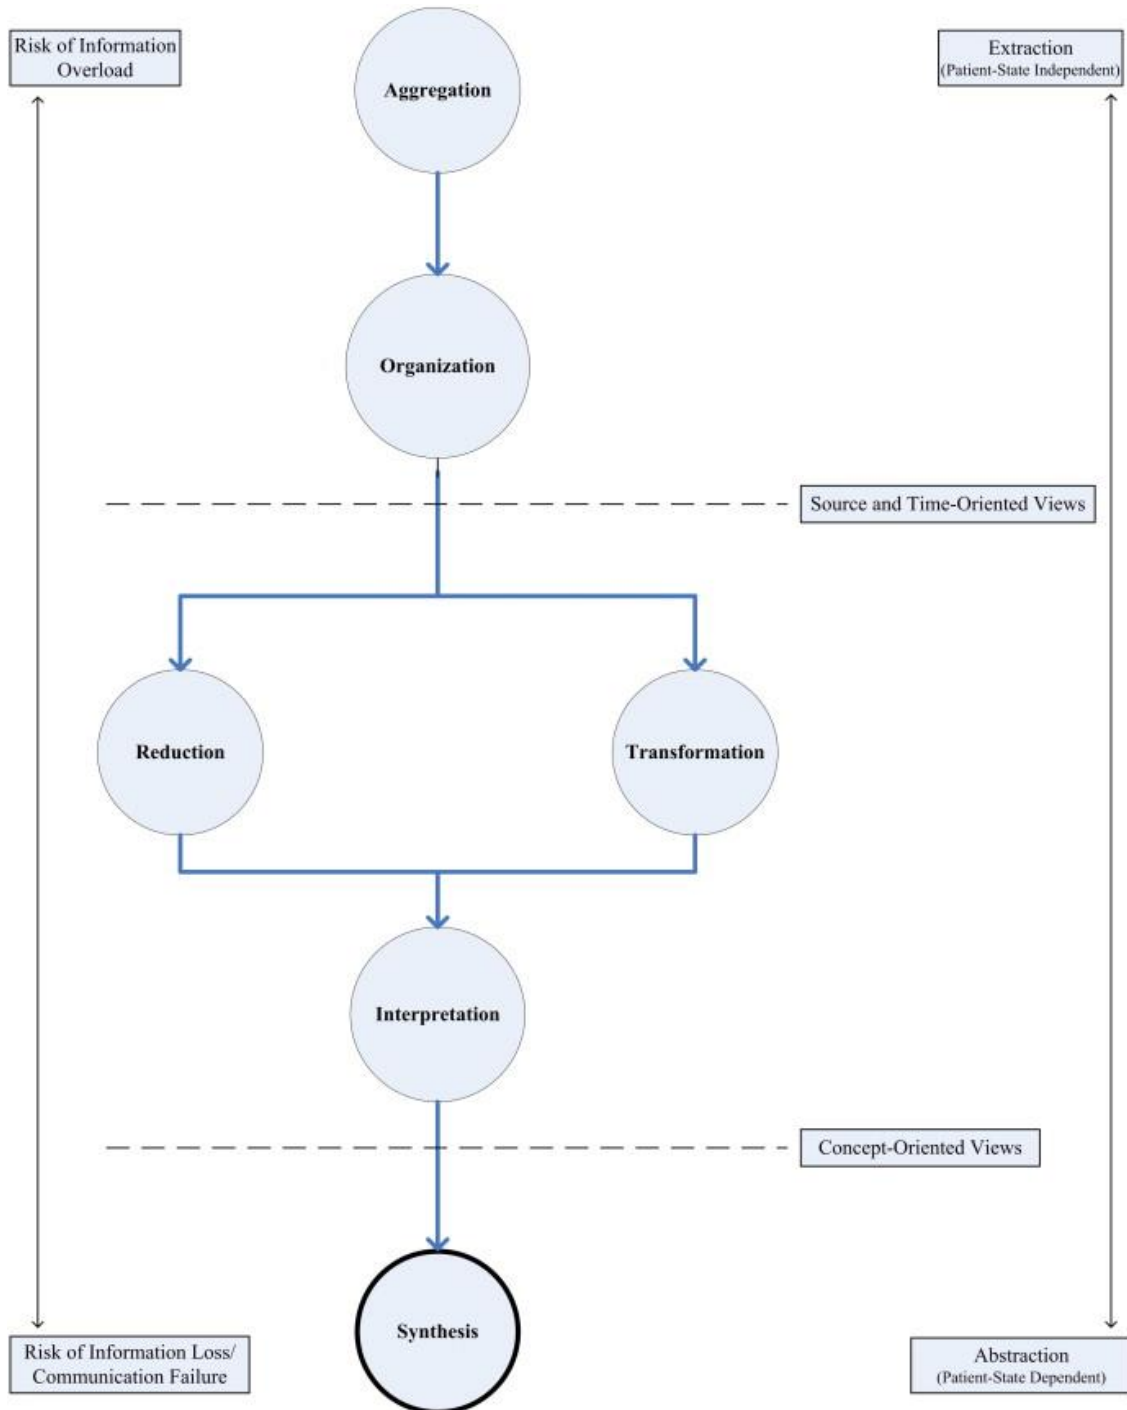 Risk of Information
Overload
Aggregation
Extraction
(Patient-State Independent)
Organization
Source and Time-Oriented Views
Reduction
Transformation
Interpretation
Concept-Oriented Views
Synthesis
Risk of Information Loss/
Communication Failure
Abstraction
(Patient-State Dependent)